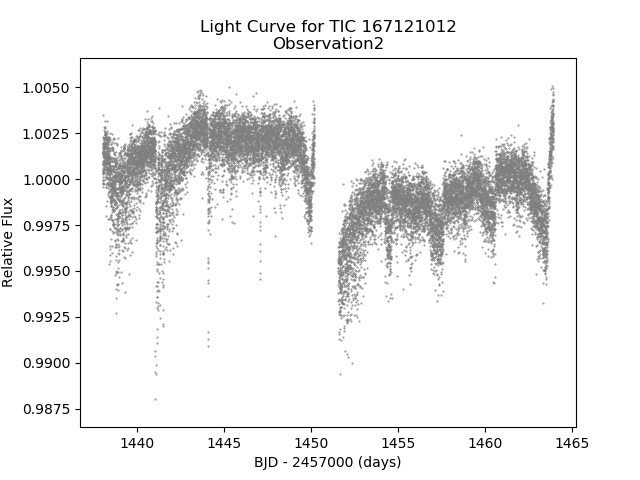 Light Curve for TIC 167121012
Observation2
1.0050
1.0025
1.0000
0.9975
0.9950
0.9925
0.9900
0.9875
Relative Flux
1440 1445 1450 1455 1460 1465
BJD - 2457000 (days)